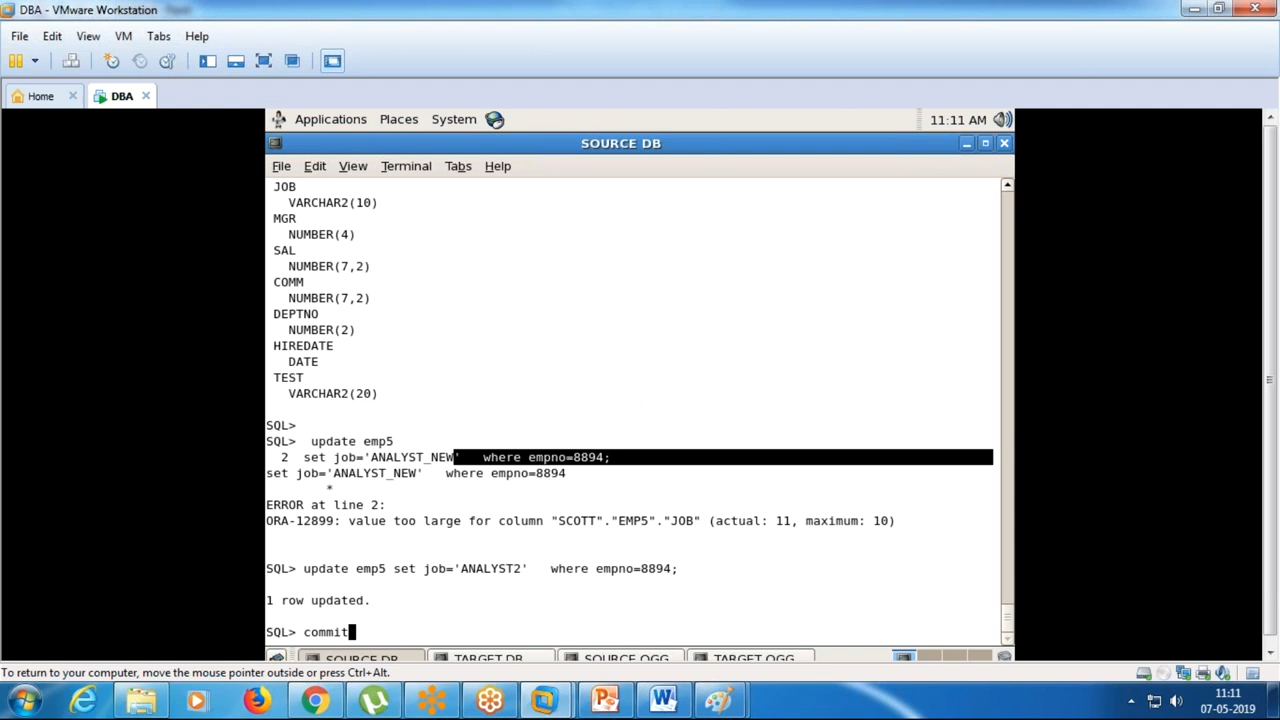 DBA - VMware Workstation
File Edit View VM Tabs Help
Home DBA
Applications Places System 11:11 AM
SOURCE DB
File Edit View Terminal Tabs Help
JOB
VARCHAR2(10)
MGR
NUMBER(4)
SAL
NUMBER(7,2)
COMM
NUMBER(7,2)
DEPTNO
NUMBER(2)
HIREDATE
DATE
TEST
VARCHAR2(20)
SQL>
SQL> update emp5
2 set job='ANALYST_NEW' where empno=8894;
set job='ANALYST_NEW' where empno=8894
*
ERROR at line 2:
ORA-12899: value too large for column "SCOTT"."EMP5"."JOB" (actual: 11, maximum: 10)
SQL> update emp5 set job='ANALYST2' where empno=8894;
1 row updated.
SQL> commit
SOURCE DB TARGET DB SOURCE OGG TARGET OGG
To return to your computer, move the mouse pointer outside or press Ctrl+Alt.
11:11
07-05-2019